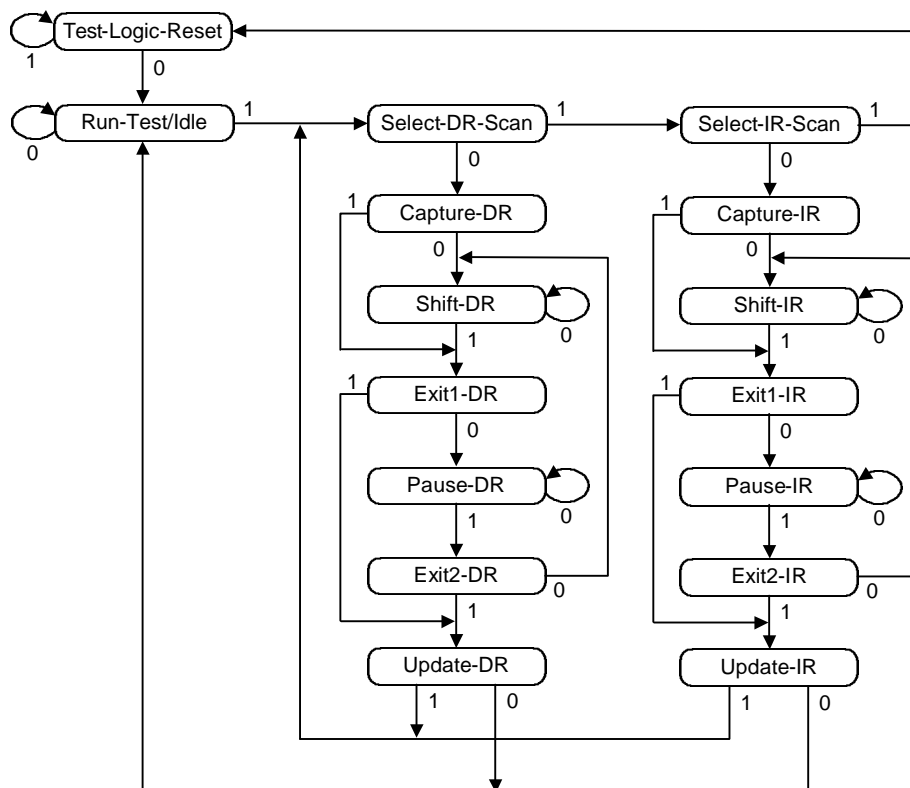 Test-Logic-Reset
1
0
Run-Test/Idle
1
Select-DR-Scan
1
Select-IR-Scan
1
0
0
0
1
Capture-DR
1
Capture-IR
0
0
Shift-DR
Shift-IR
1
0
1
0
1
Exit1-DR
1
Exit1-IR
0
0
Pause-DR
Pause-IR
1
0
1
0
Exit2-DR
0
Exit2-IR
0
1
1
Update-DR
Update-IR
1
0
1
0